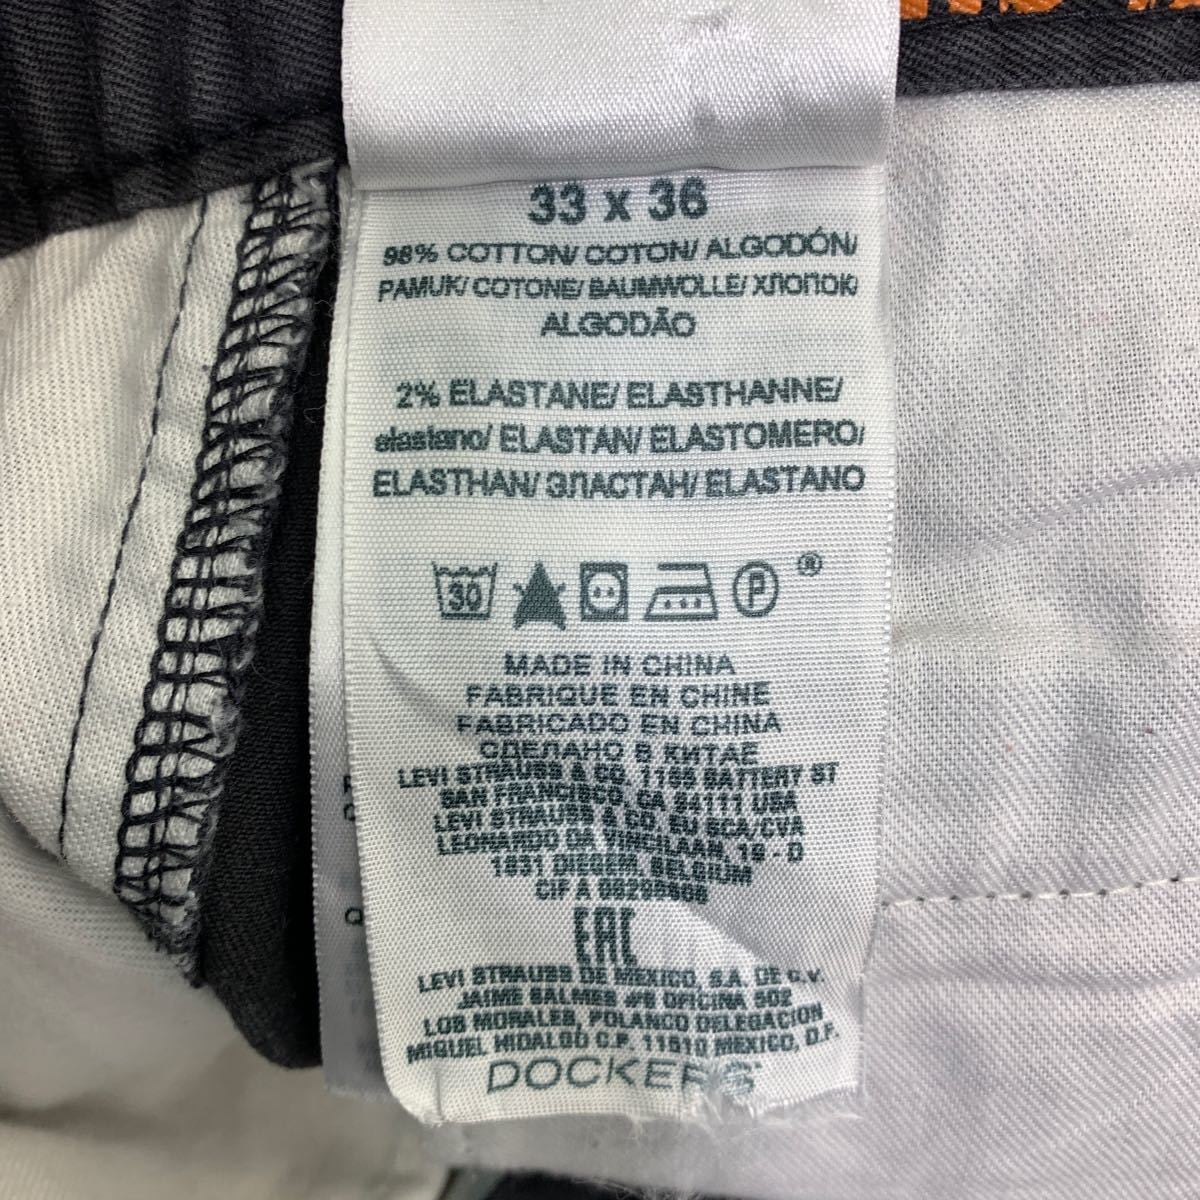 33 x 36
98% COTTON/ COTON/ ALGODÓN/
PAMUK/ COTONE/ BAUMWOLLE/ ХЛОПОК/
ALGODÃO
2% ELASTANE/ ELASTHANNE/
elastano/ ELASTAN/ ELASTOMERO/
ELASTHAN/ ЭЛАСТАН/ ELASTANO
30 P ®
MADE IN CHINA
FABRIQUE EN CHINE
FABRICADO EN CHINA
СДЕЛАНО В КИТАЕ
LEVI STRAUSS & CO. 1155 BATTERY ST
SAN FRANCISCO, CA 94111 USA
LEVI STRAUSS & CO. EU SCA/CVA
LEONARDO DA VINCILAAN, 19 - D
1831 DIEGEM, BELGIUM
CIF A
EAC
LEVI STRAUSS DE MEXICO, S.A. DE C.V.
JAIME BALMES #8 OFICINA 502
LOS MORALES, POLANCO DELEGACION
MIGUEL HIDALGO C.P. 11510 MEXICO, D.F.
DOCKERS